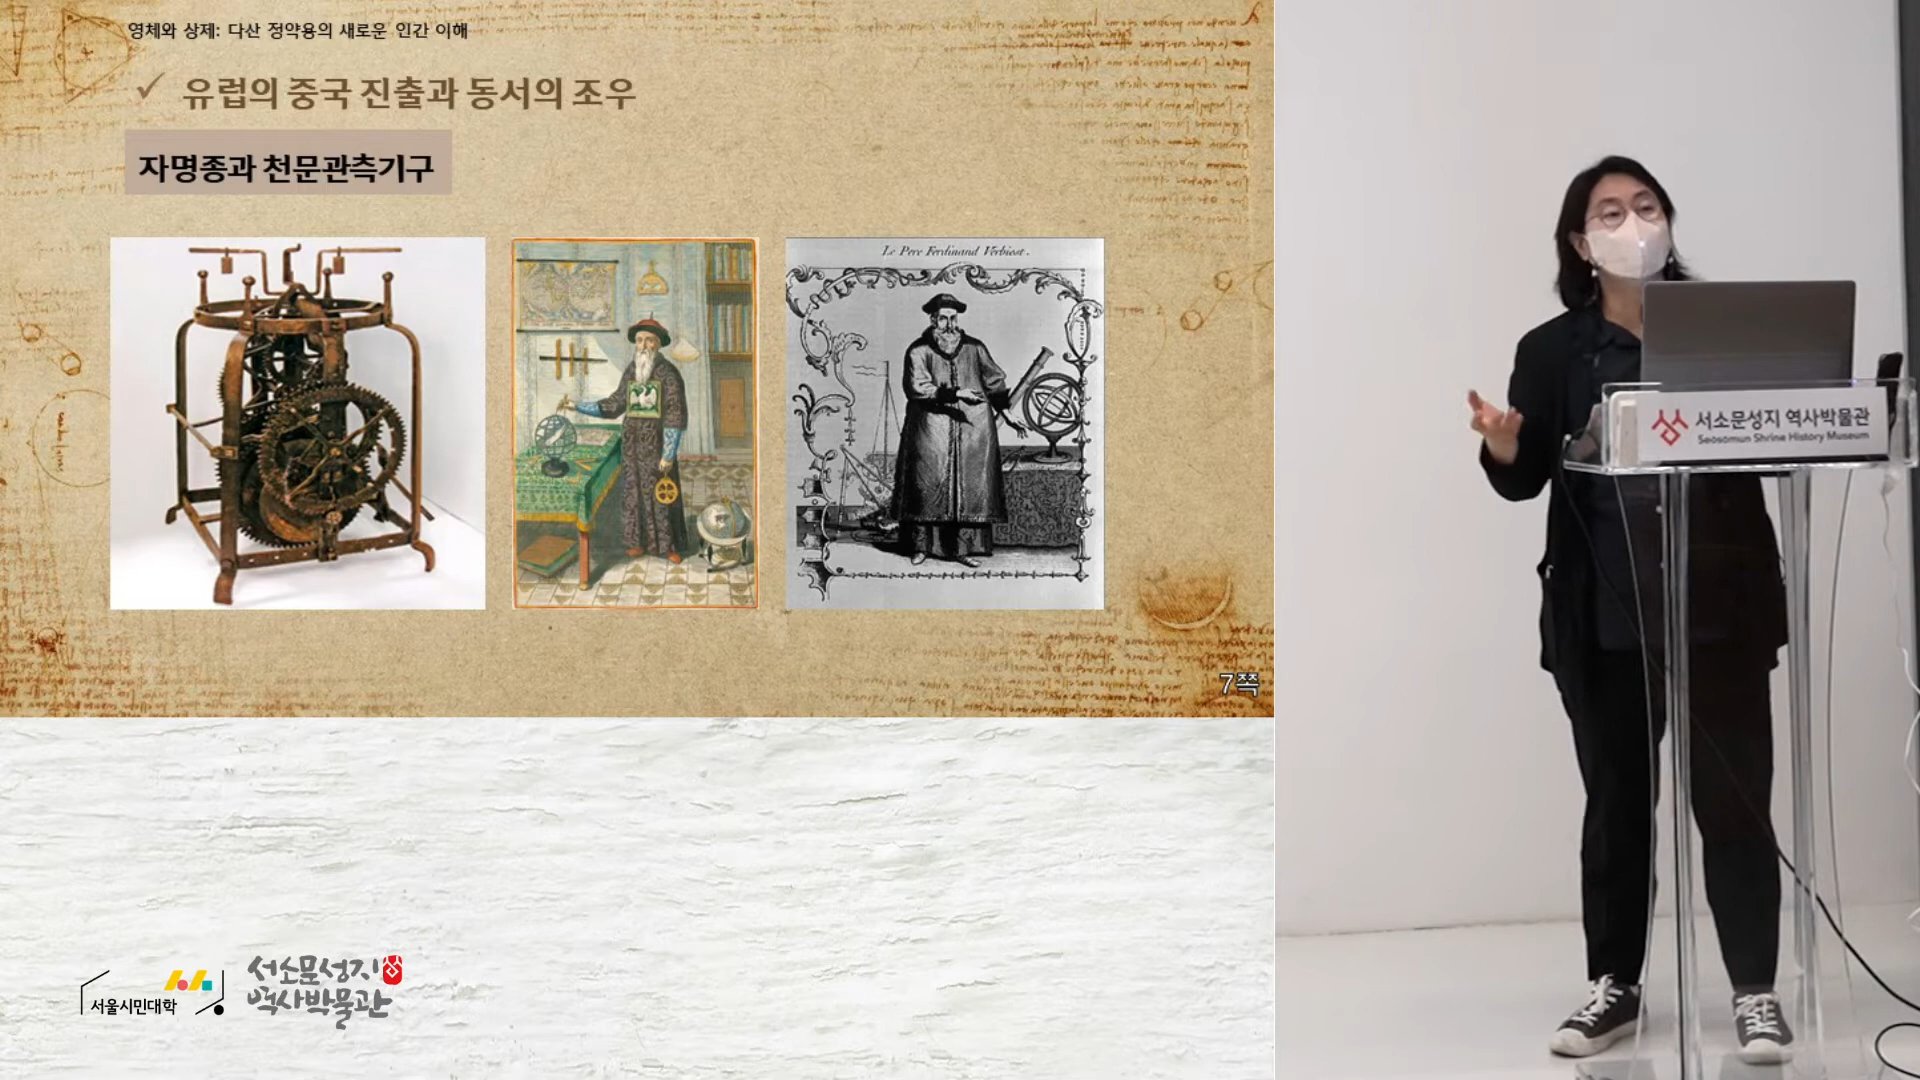 영체와 상제: 다산 정약용의 새로운 인간 이해
✓ 유럽의 중국 진출과 동서의 조우
자명종과 천문관측기구
Le Pere Ferdinand Verbiest.
7쪽
서울시민대학
서소문성지
역사박물관
서소문성지 역사박물관
Seosomun Shrine History Museum